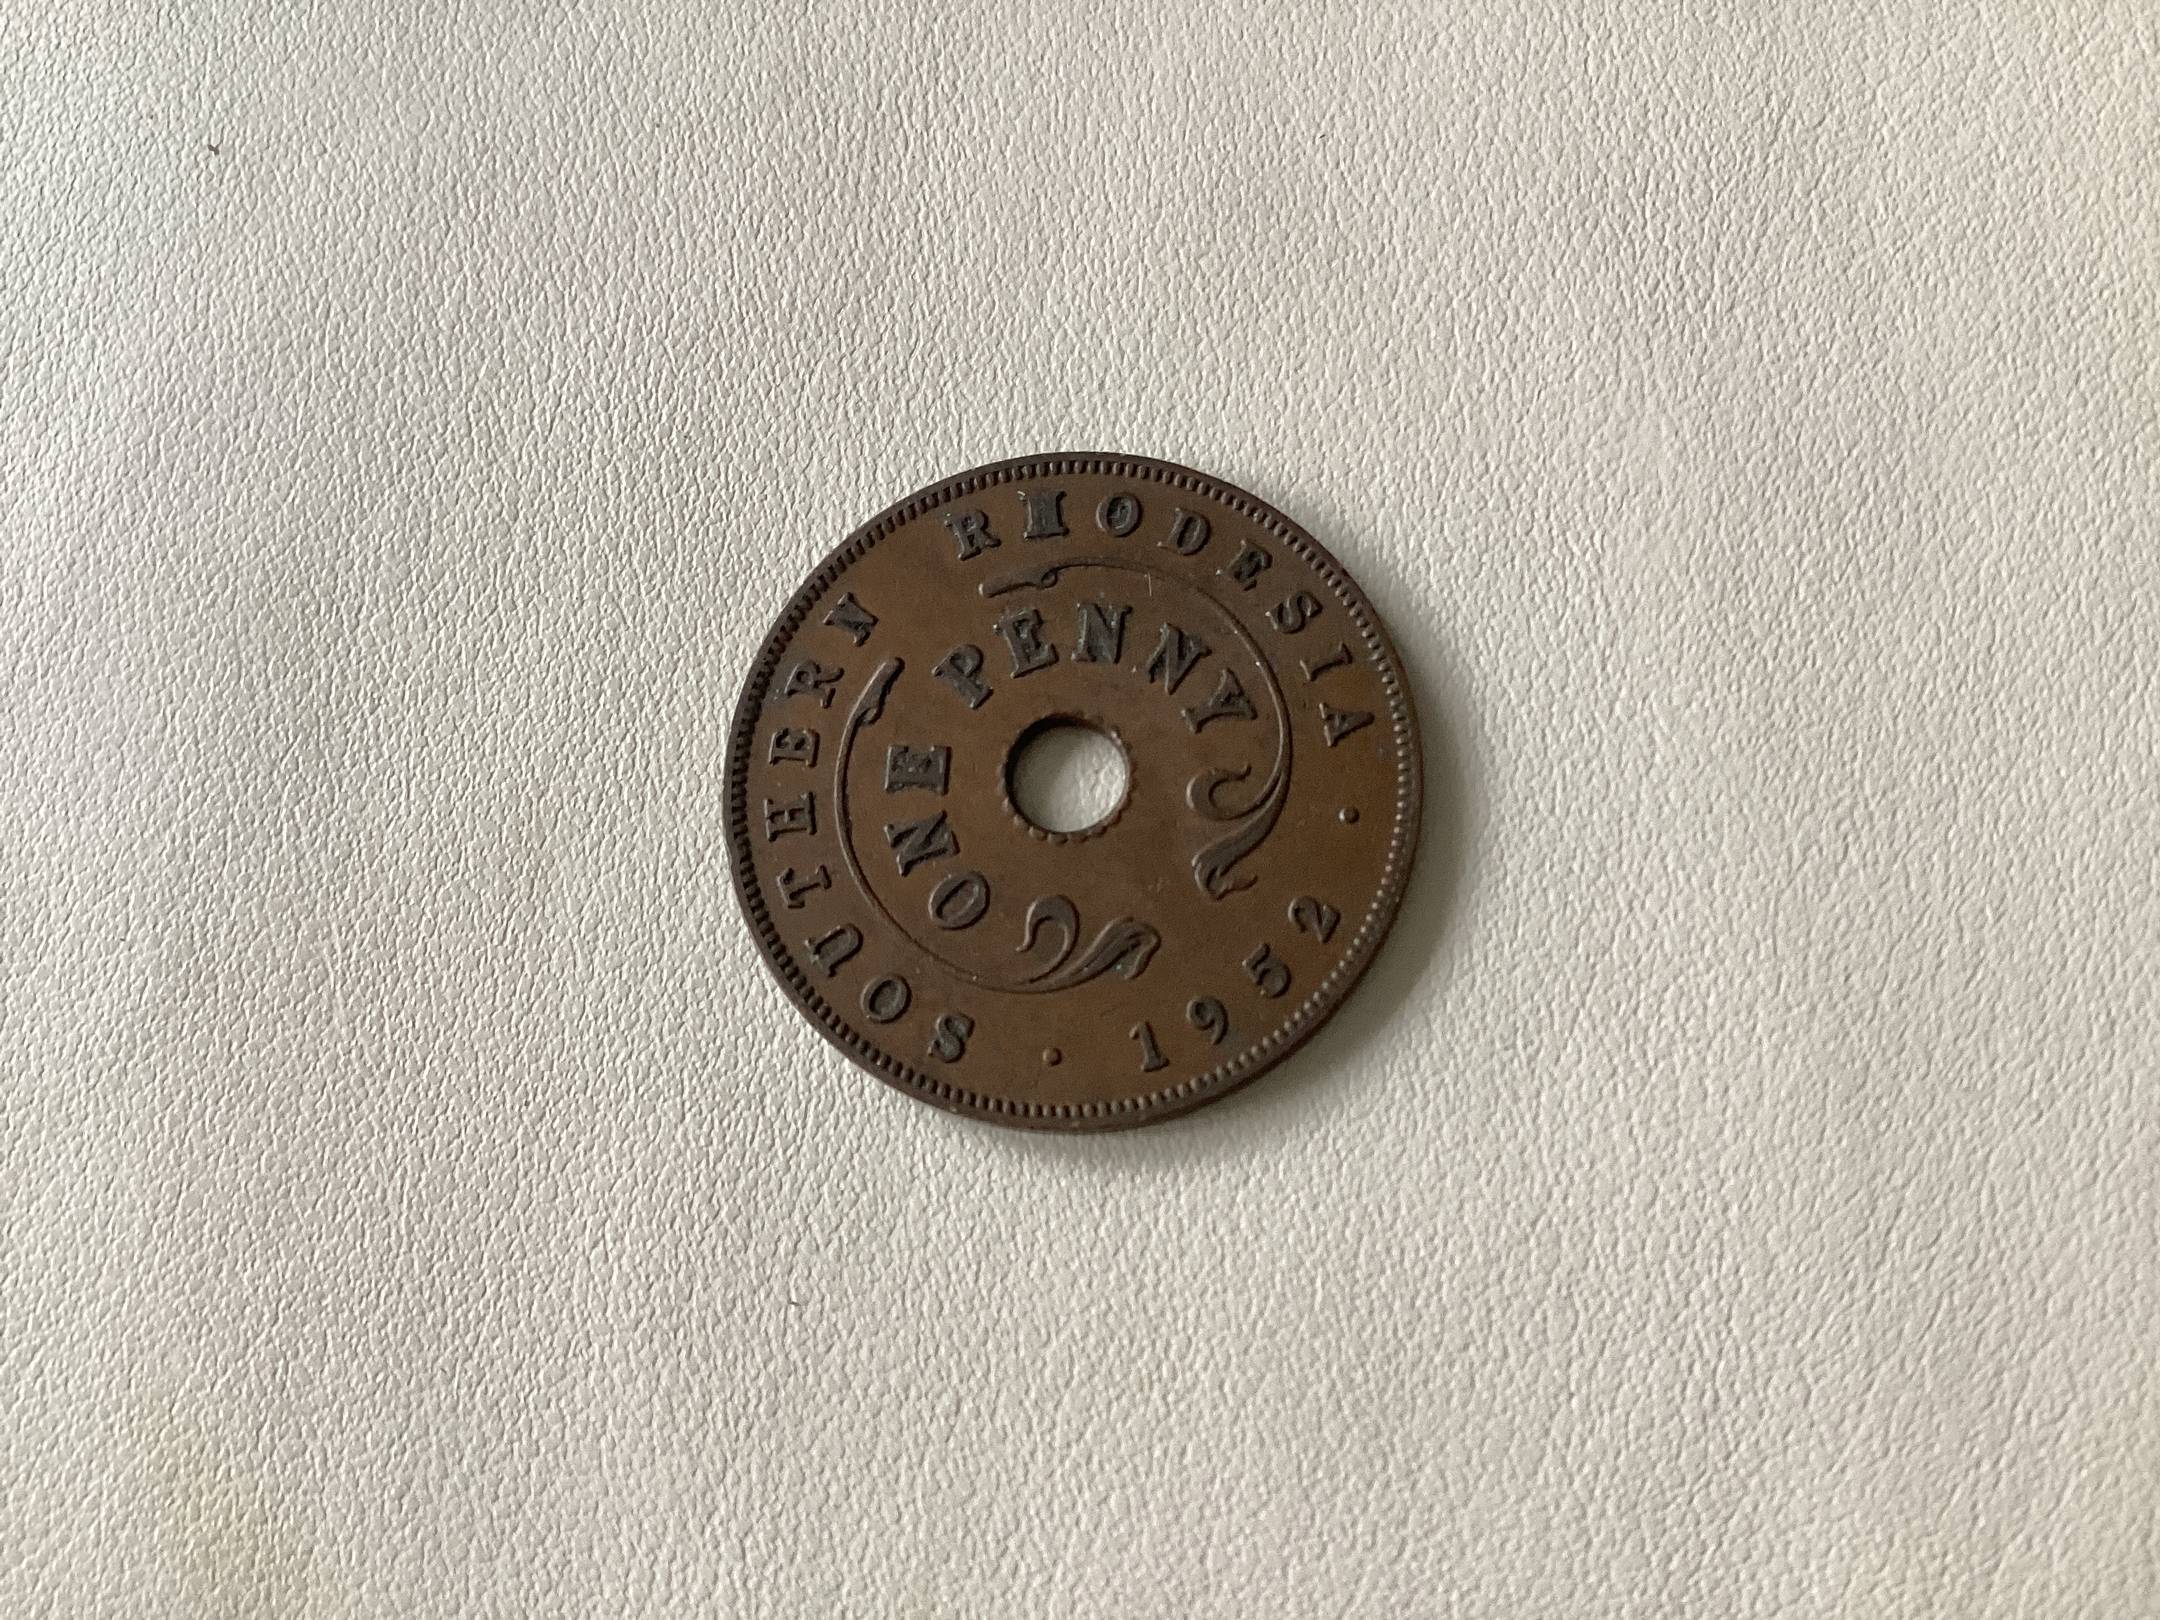 SOUTHERN RHODESIA · 1952 ·
ONE PENNY